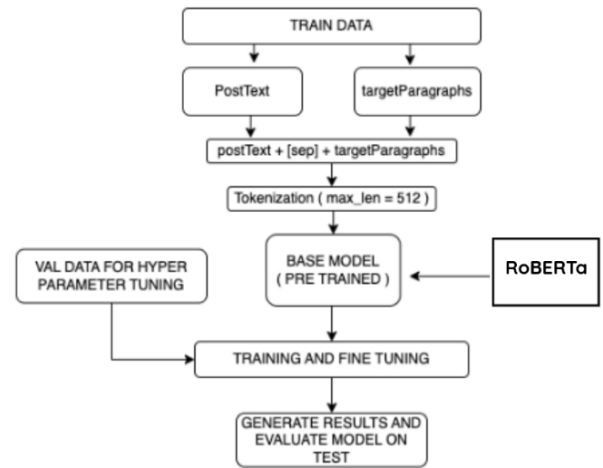 TRAIN DATA
PostText
targetParagraphs
postText + [sep] + targetParagraphs
Tokenization ( max_len = 512 )
BASE MODEL
( PRE TRAINED )
RoBERTa
VAL DATA FOR HYPER
PARAMETER TUNING
TRAINING AND FINE TUNING
GENERATE RESULTS AND
EVALUATE MODEL ON
TEST